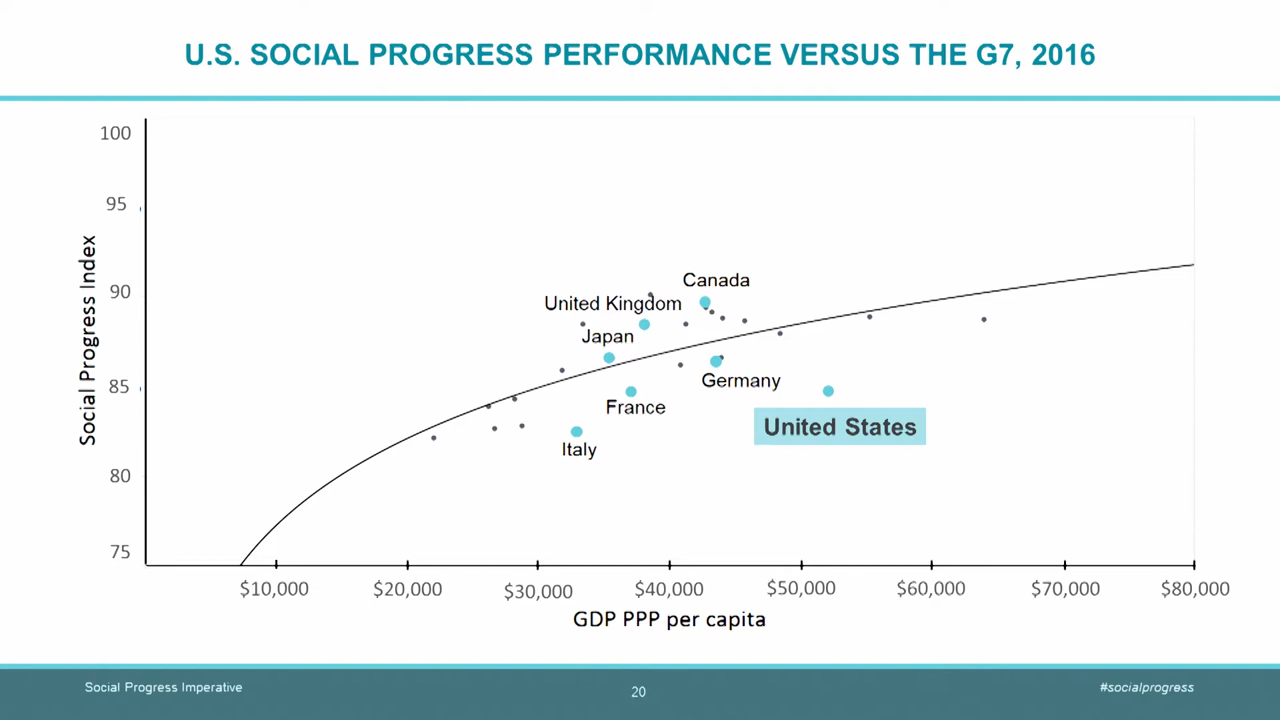 U.S. SOCIAL PROGRESS PERFORMANCE VERSUS THE G7, 2016
100
95
90
85
80
75
Social Progress Index
Canada
United Kingdom
Japan
Germany
France
United States
Italy
$10,000
$20,000
$30,000
$40,000
$50,000
$60,000
$70,000
$80,000
GDP PPP per capita
Social Progress Imperative
20
#socialprogress